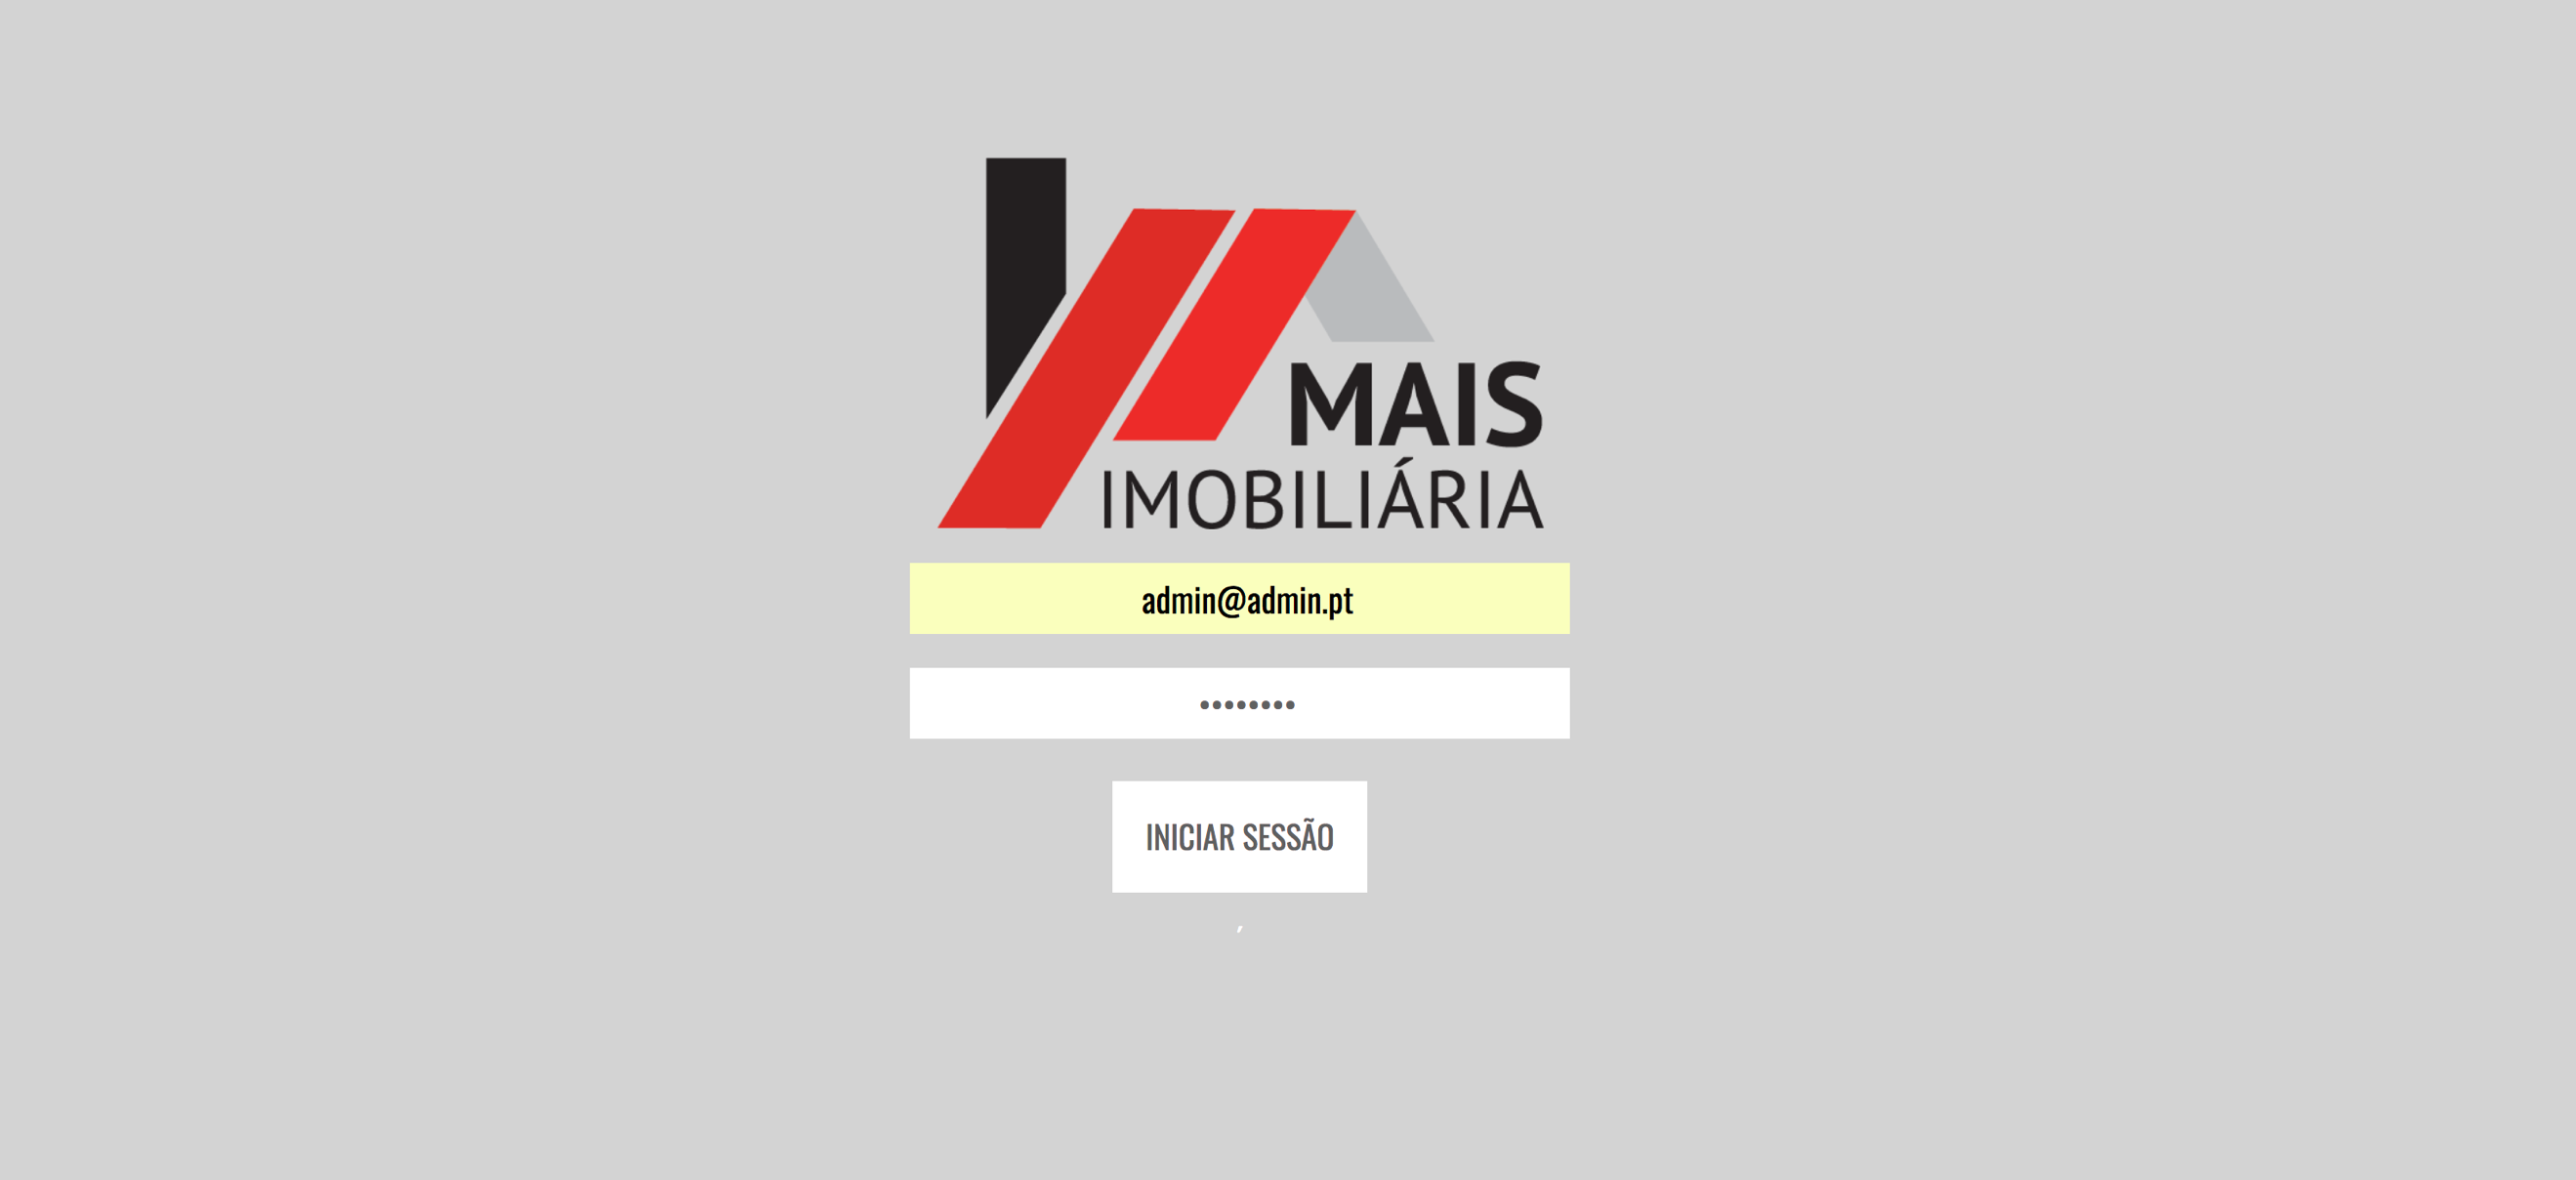 MAIS
IMOBILIÁRIA
admin@admin.pt
••••••••
INICIAR SESSÃO
´